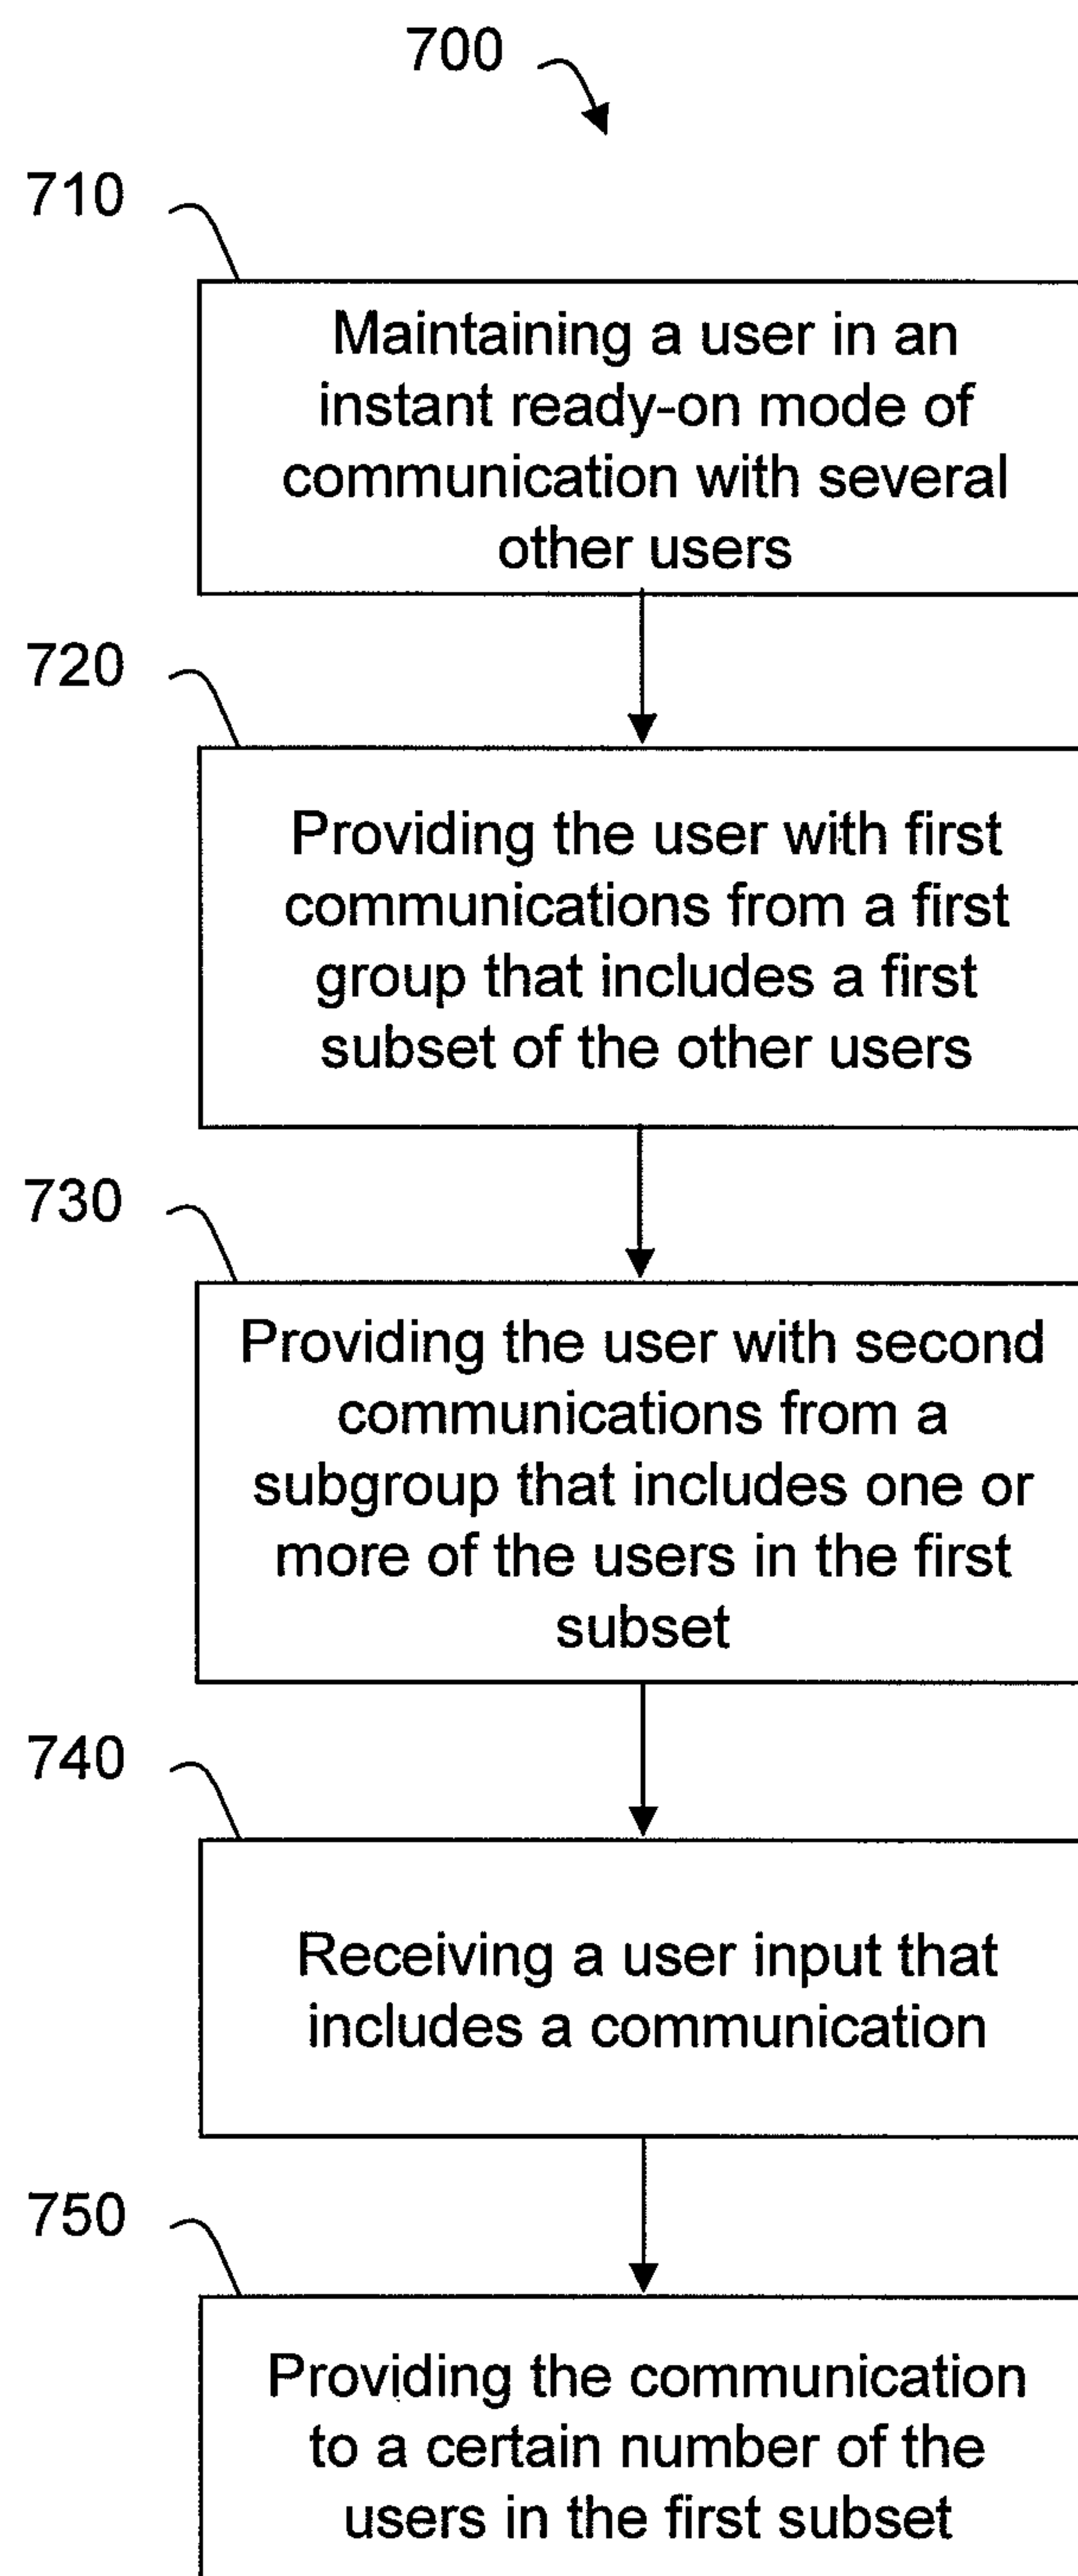 700
710
Maintaining a user in an
instant ready-on mode of
communication with several
other users
720
Providing the user with first
communications from a first
group that includes a first
subset of the other users
730
Providing the user with second
communications from a
subgroup that includes one or
more of the users in the first
subset
740
Receiving a user input that
includes a communication
750
Providing the communication
to a certain number of the
users in the first subset